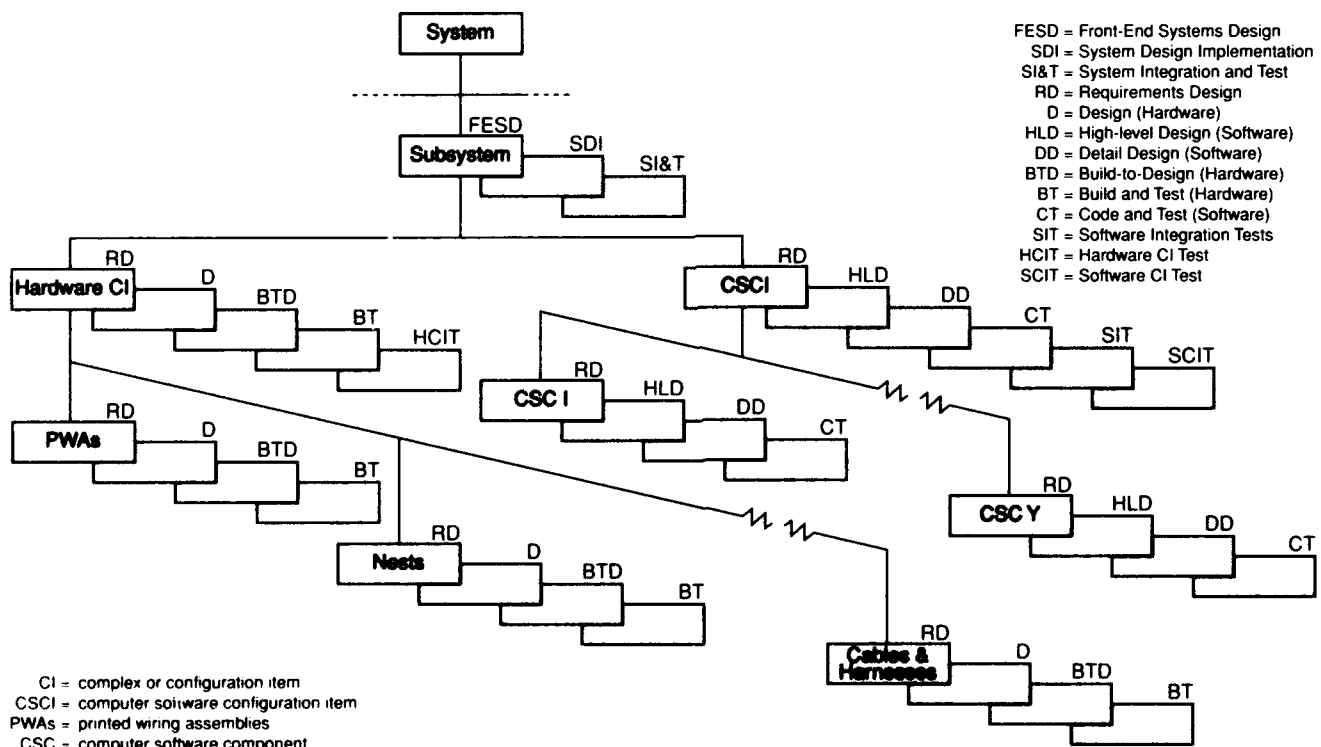 System
FESD = Front-End Systems Design
SDI = System Design Implementation
SI&T = System Integration and Test
RD = Requirements Design
D = Design (Hardware)
HLD = High-level Design (Software)
DD = Detail Design (Software)
BTD = Build-to-Design (Hardware)
BT = Build and Test (Hardware)
CT = Code and Test (Software)
SIT = Software Integration Tests
HCIT = Hardware CI Test
SCIT = Software CI Test
FESD
Subsystem
SDI
SI&T
RD
Hardware CI
D
BTD
BT
HCIT
RD
CSCI
HLD
DD
CT
SIT
SCIT
RD
CSC I
HLD
DD
CT
RD
PWAs
D
BTD
BT
RD
CSC Y
HLD
DD
CT
RD
Nests
D
BTD
BT
RD
Cables &
Harnesses
D
BTD
BT
CI = complex or configuration item
CSCI = computer software configuration item
PWAs = printed wiring assemblies
CSC = computer software component